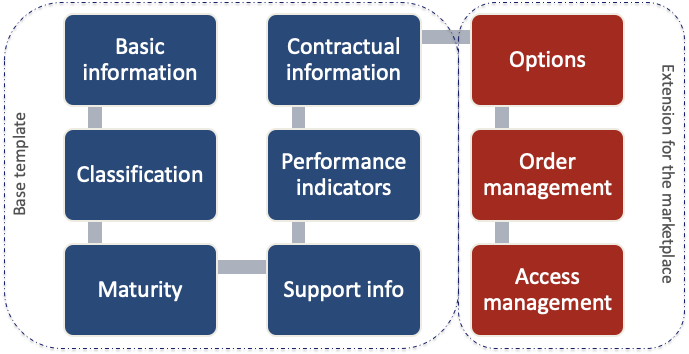 Base template
Basic
information
Classification
Maturity
Support info
Performance
indicators
Contractual
information
Options
Order
management
Access
management
Extension for the marketplace